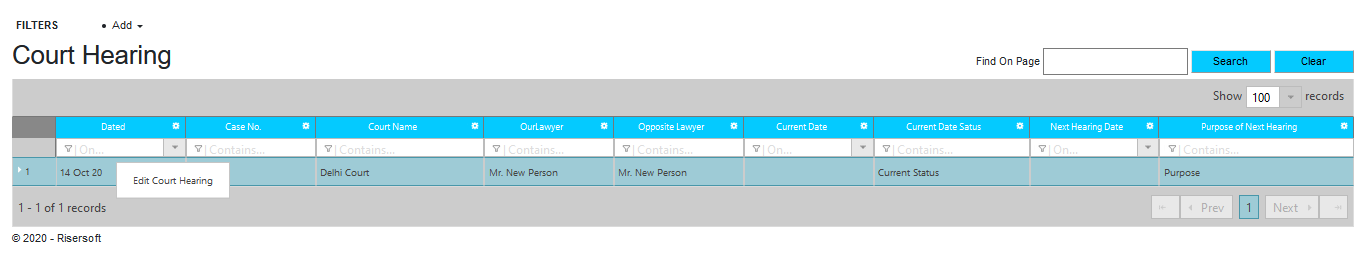 FILTERS • Add
Court Hearing
Find On Page Search Clear
Show 100 records
Dated Case No. Court Name OurLawyer Opposite Lawyer Current Date Current Date Satus Next Hearing Date Purpose of Next Hearing
On... Contains... Contains... Contains... Contains... On... Contains... On... Contains...
1 14 Oct 20 Delhi Court Mr. New Person Mr. New Person Current Status Purpose
Edit Court Hearing
1 - 1 of 1 records Prev 1 Next
© 2020 - Risersoft